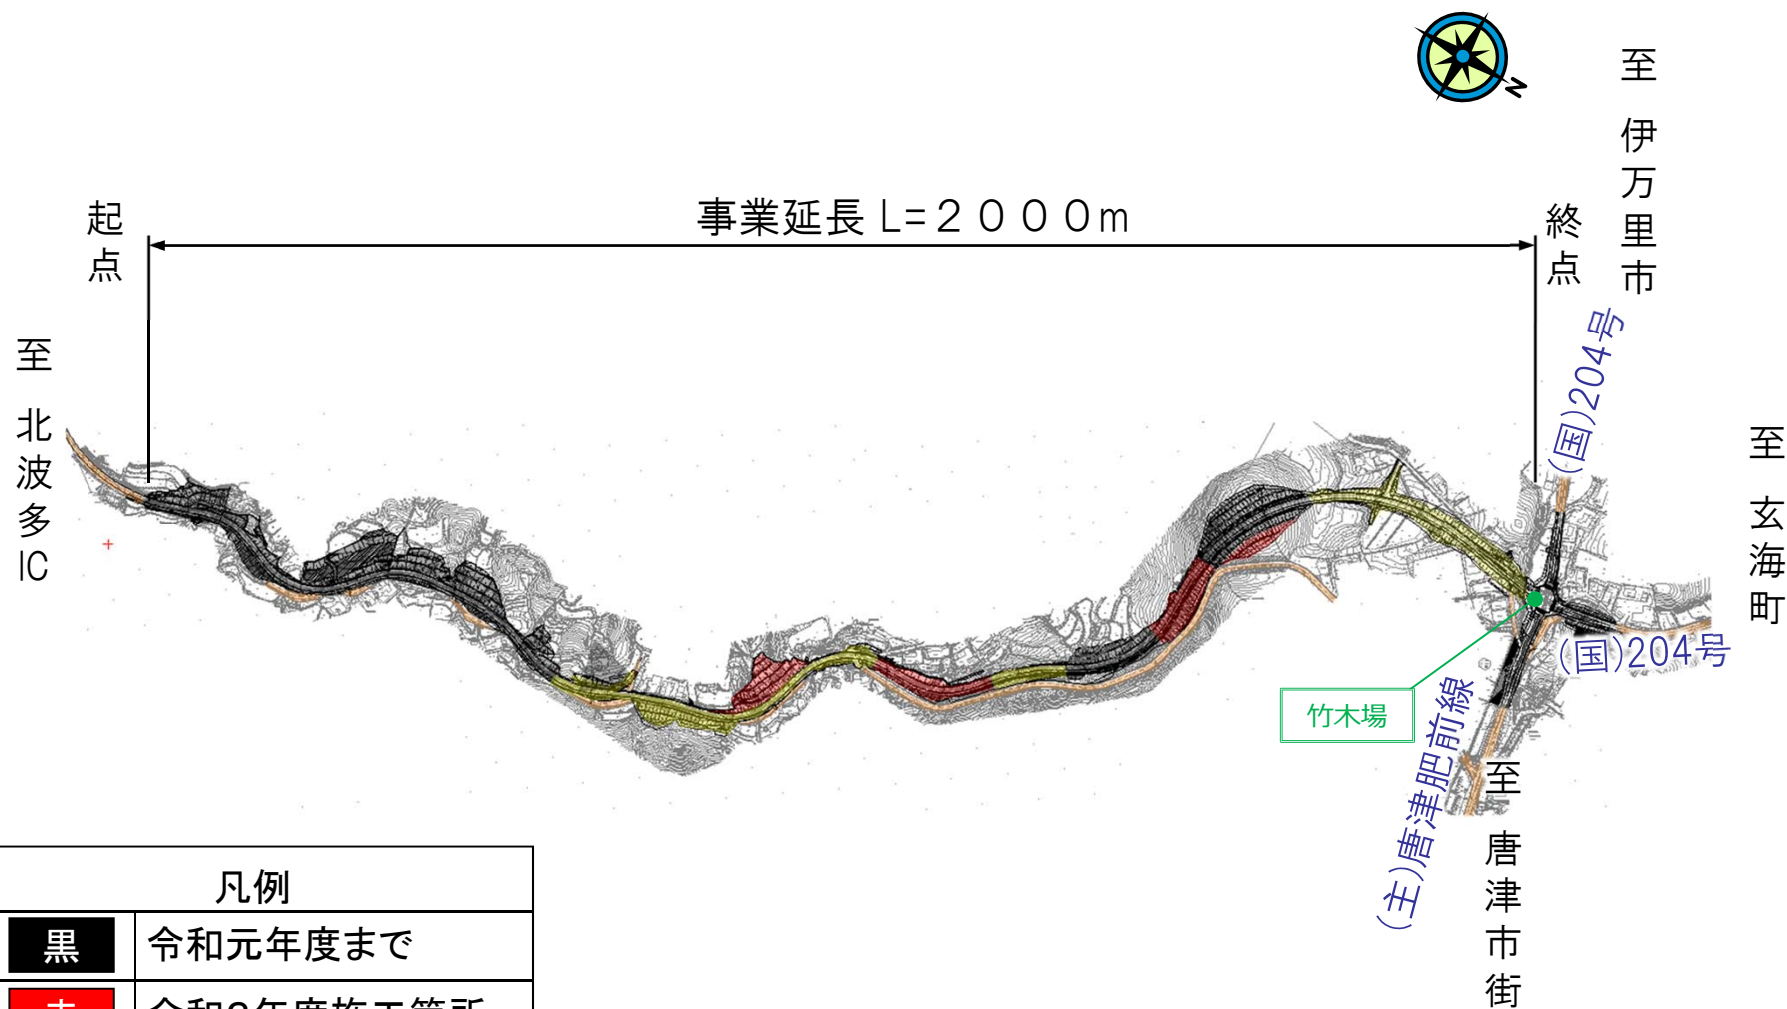 N
至 伊万里市
起点
事業延長 L=２０００m
終点
(国)204号
至 北波多IC
至 玄海町
(国)204号
竹木場
(主)唐津肥前線
至 唐津市街
凡例
黒 令和元年度まで